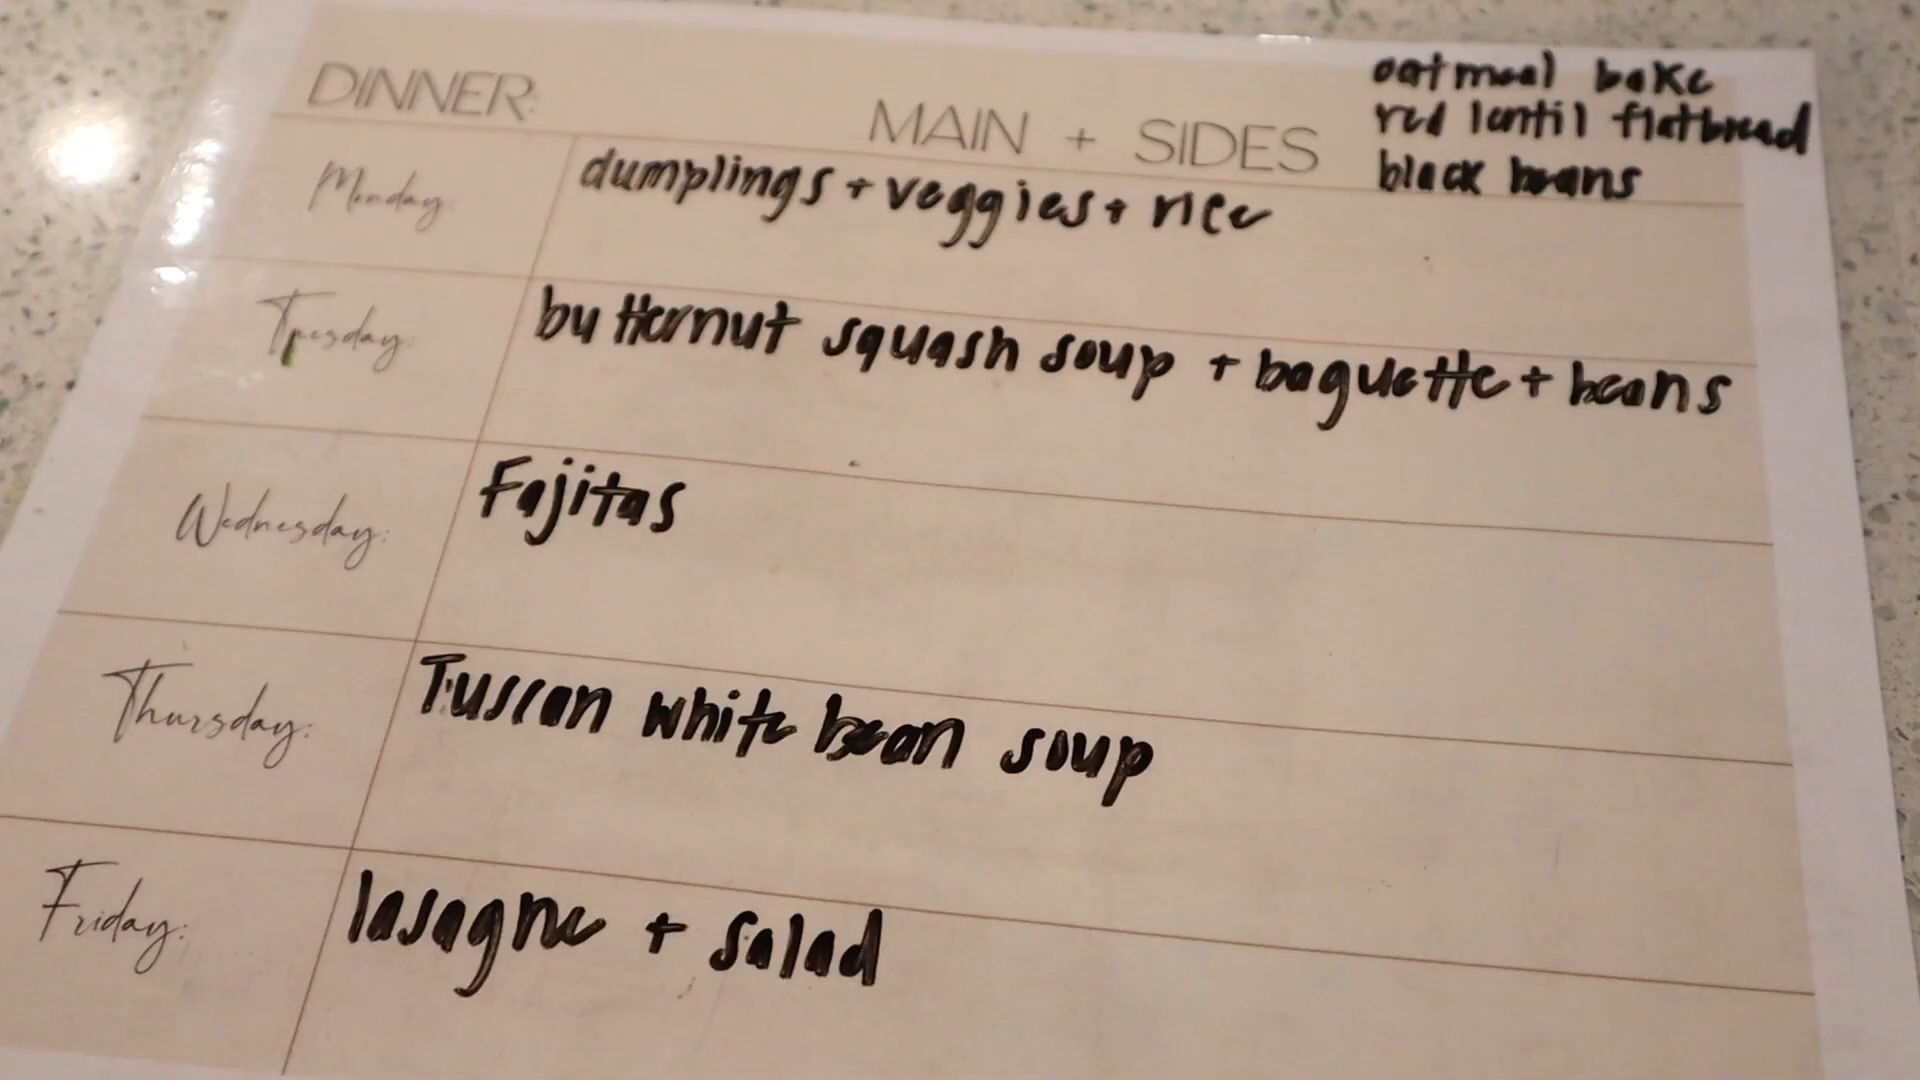 DINNER:
MAIN + SIDES
oatmeal bake
red lentil flatbread
black beans
Monday:
dumplings + veggies + rice
Tuesday:
butternut squash soup + baguette + beans
Wednesday:
Fajitas
Thursday:
Tuscan white bean soup
Friday:
lasagne + salad